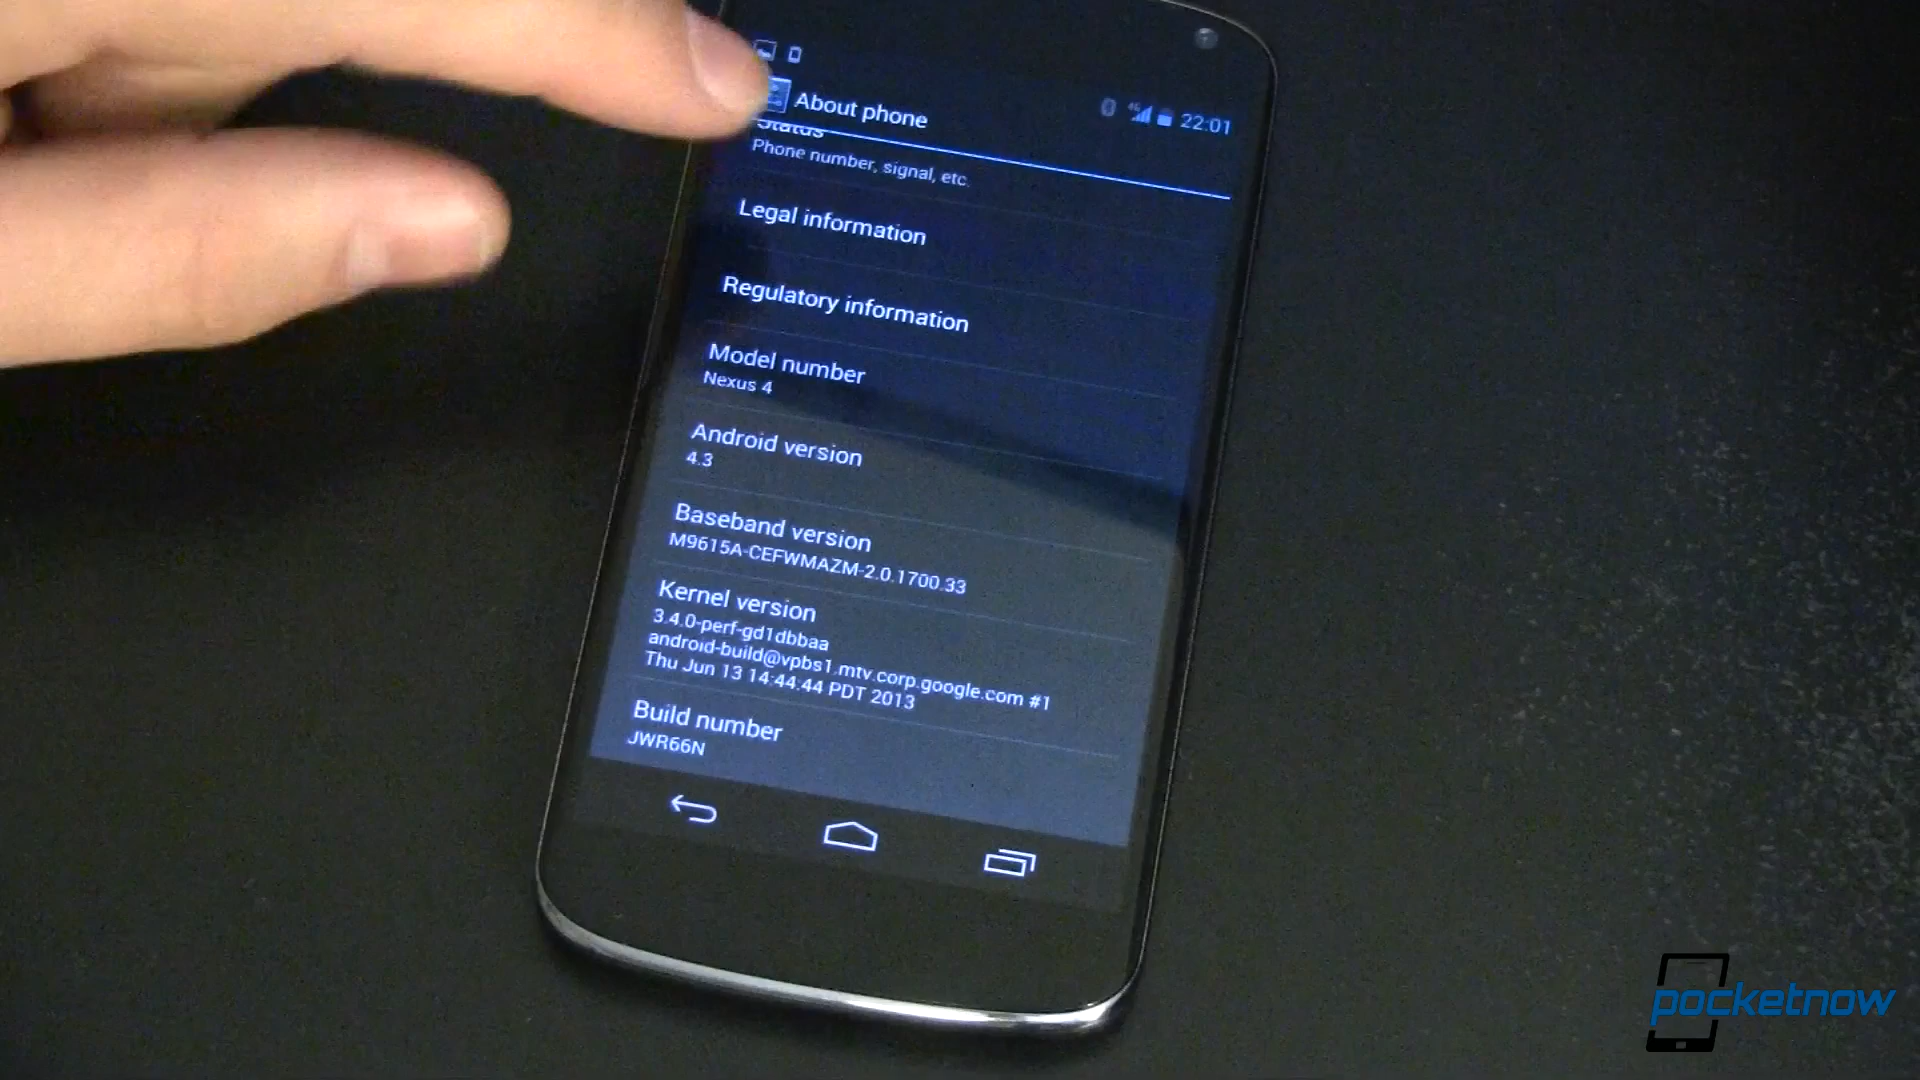 About phone
4G 22:01
Status
Phone number, signal, etc.
Legal information
Regulatory information
Model number
Nexus 4
Android version
4.3
Baseband version
M9615A-CEFWMAZM-2.0.1700.33
Kernel version
3.4.0-perf-gd1dbbaa
android-build@vpbs1.mtv.corp.google.com #1
Thu Jun 13 14:44:44 PDT 2013
Build number
JWR66N
pocketnow